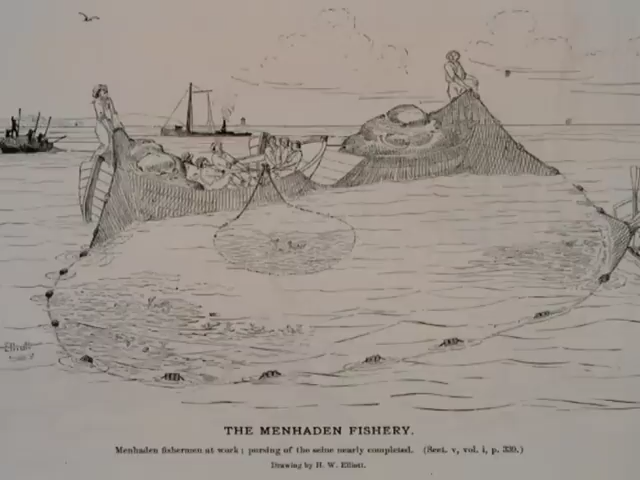 THE MENHADEN FISHERY.
Menhaden fishermen at work; pursing of the seine nearly completed. (Sect. v, vol. i, p. 339.)
Drawing by H. W. Elliott.